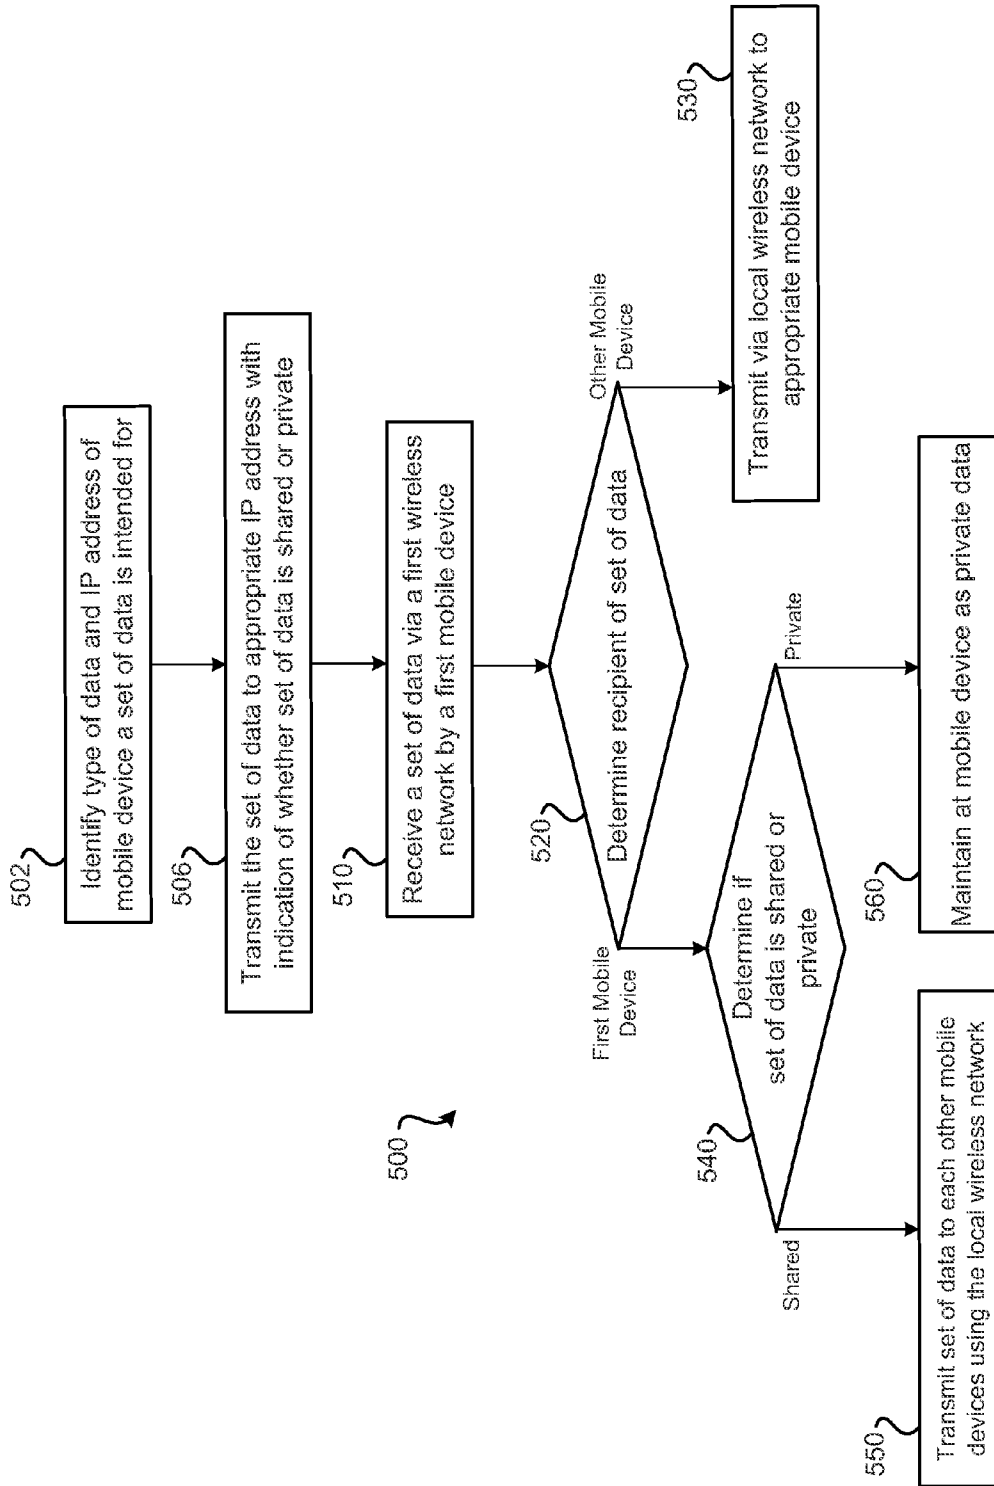 502
Identify type of data and IP address of
mobile device a set of data is intended for
506
Transmit the set of data to appropriate IP address with
indication of whether set of data is shared or private
510
Receive a set of data via a first wireless
network by a first mobile device
500
520
Determine recipient of set of data
First Mobile
Device
Other Mobile
Device
530
Transmit via local wireless network to
appropriate mobile device
540
Determine if
set of data is shared or
private
Shared
Private
550
Transmit set of data to each other mobile
devices using the local wireless network
560
Maintain at mobile device as private data